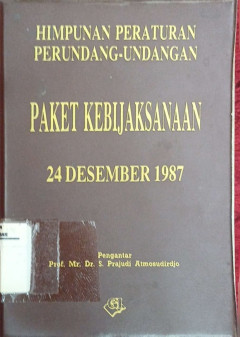 HIMPUNAN PERATURAN
PERUNDANG-UNDANGAN
PAKET KEBIJAKSANAAN
24 DESEMBER 1987
Pengantar
Prof. Mr. Dr. S. Prajudi Atmosudirdjo